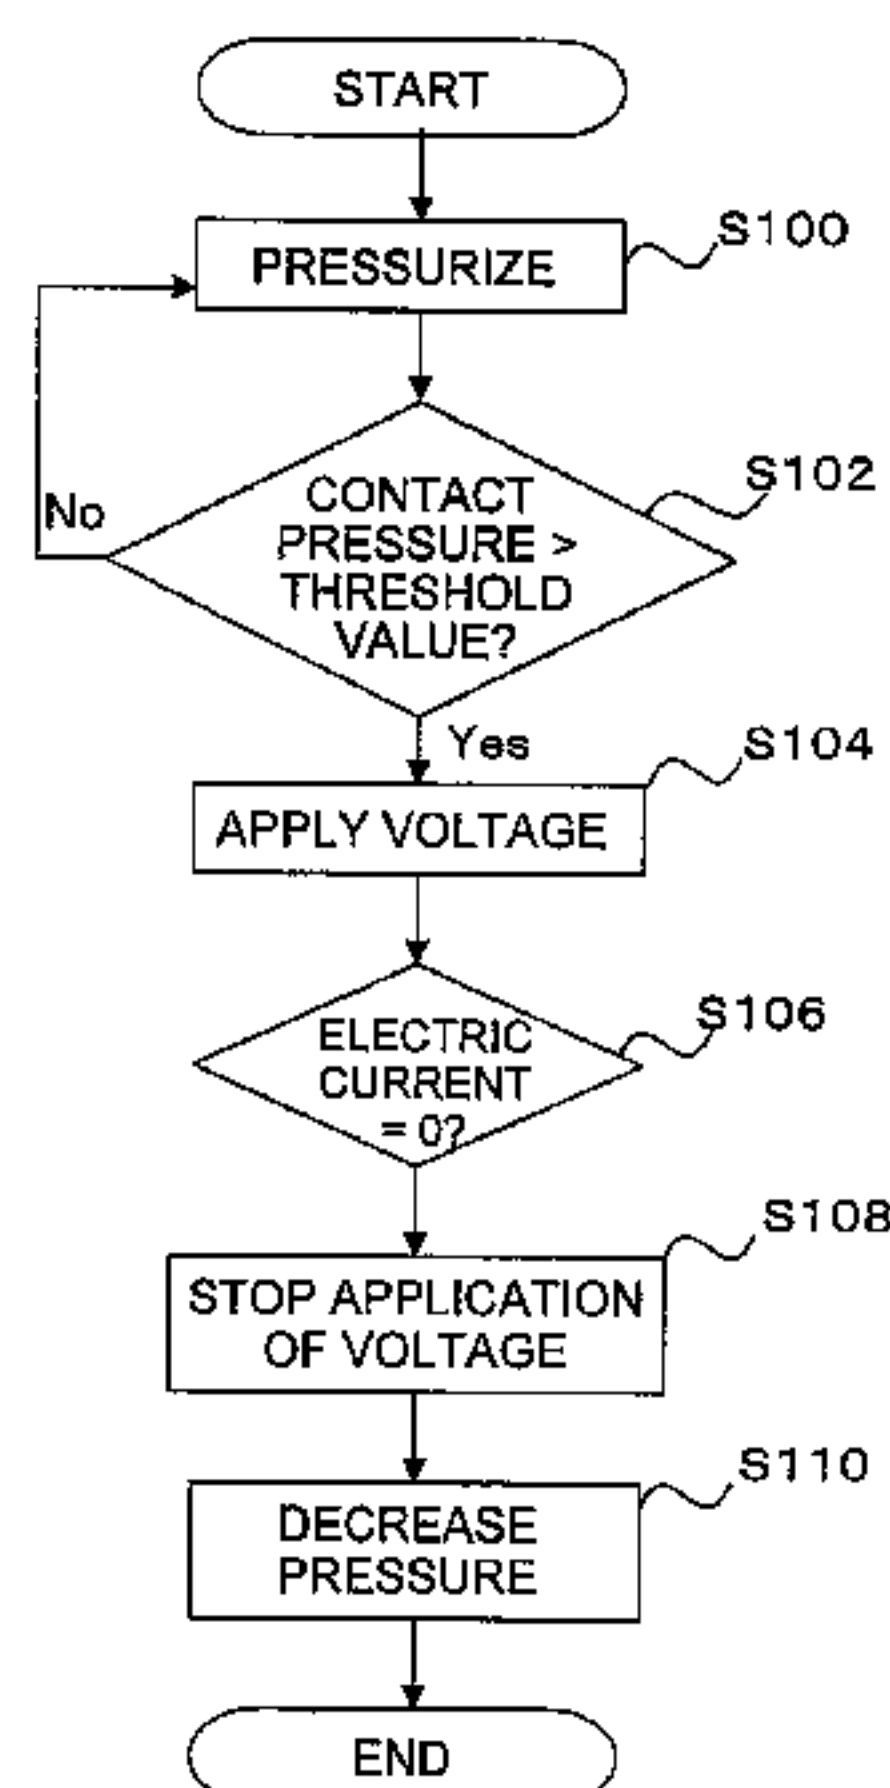 START
PRESSURIZE
S100
CONTACT
PRESSURE >
THRESHOLD
VALUE?
S102
No
Yes
APPLY VOLTAGE
S104
ELECTRIC
CURRENT
= 0?
S106
STOP APPLICATION
OF VOLTAGE
S108
DECREASE
PRESSURE
S110
END